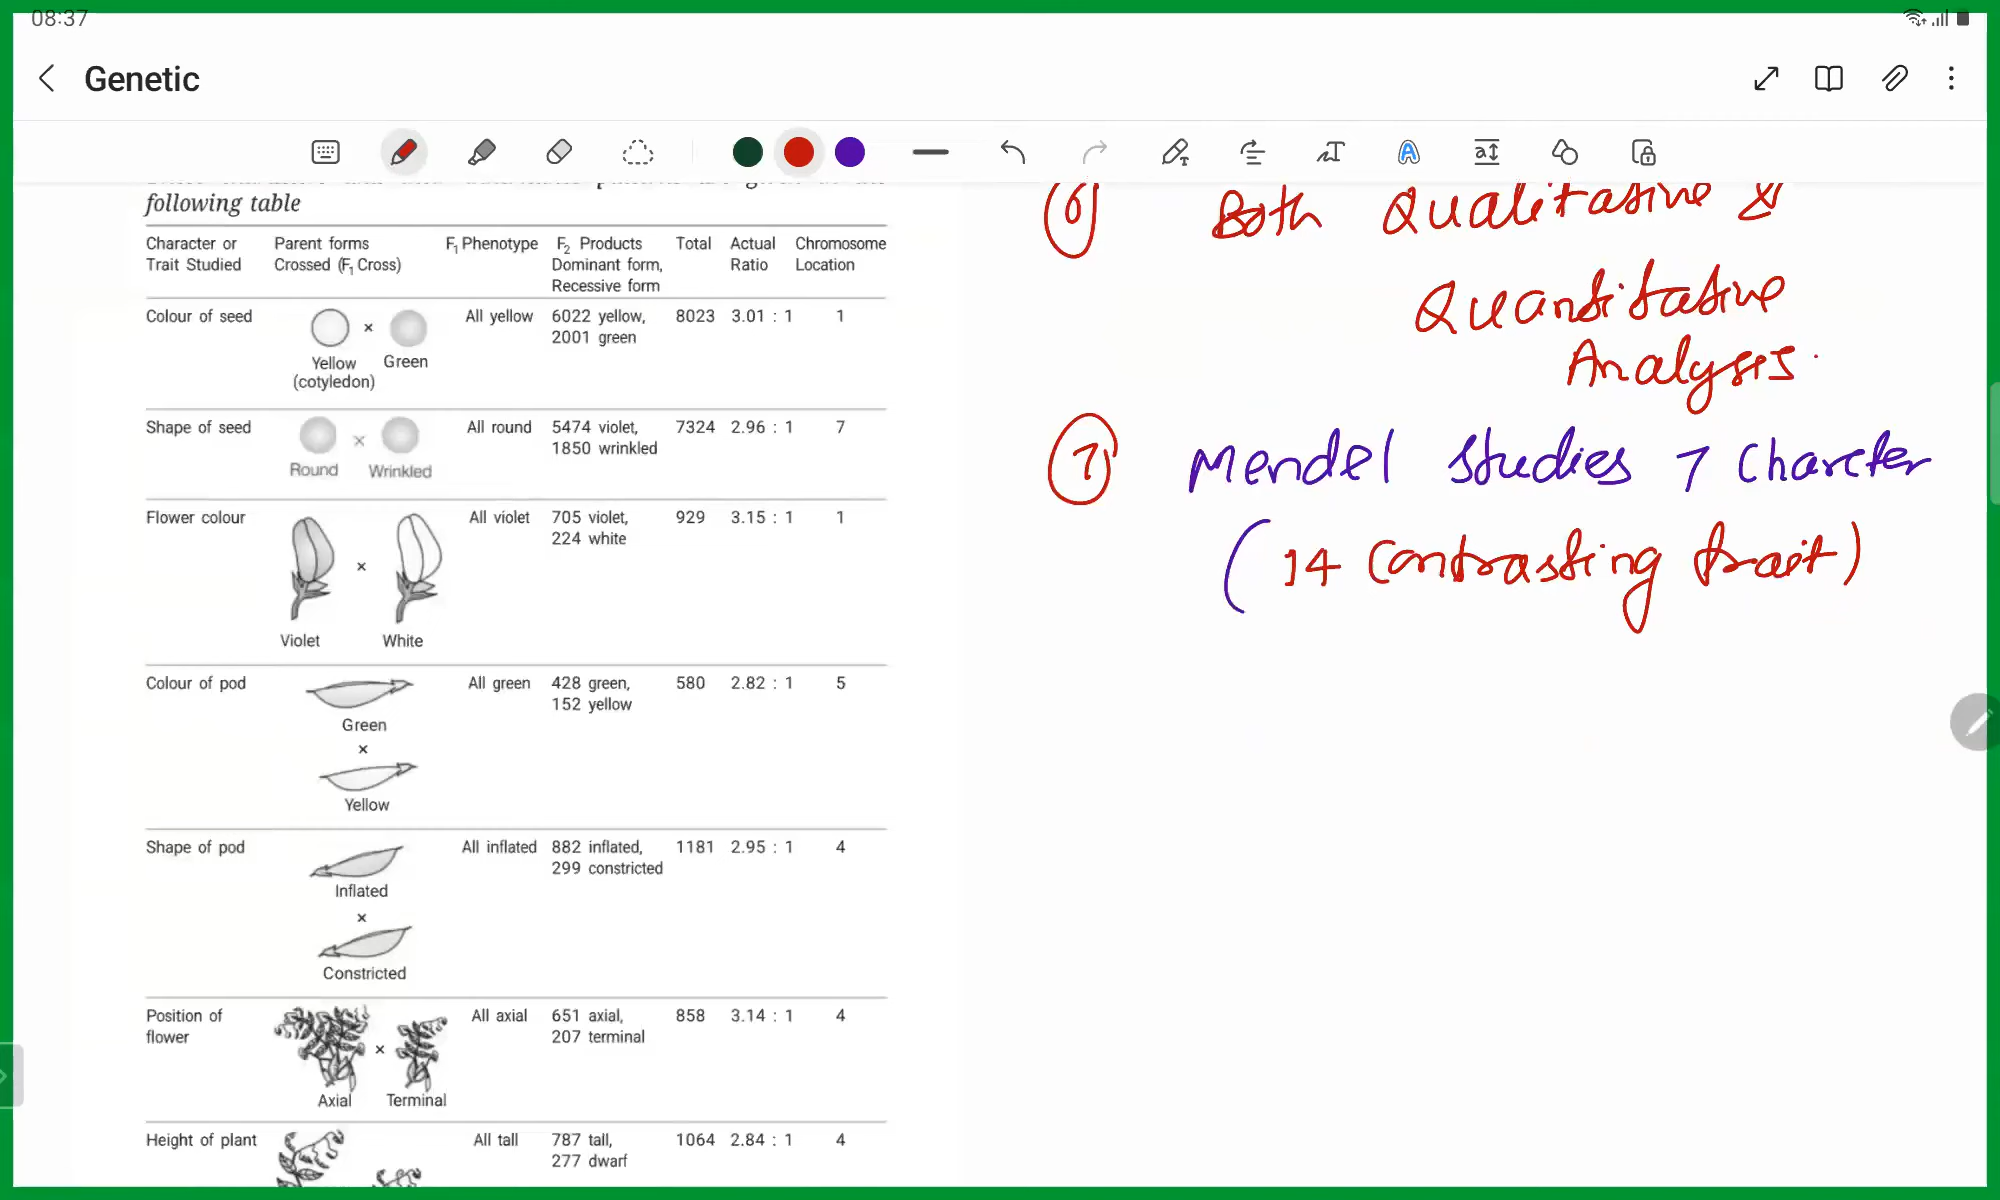 08:37
Genetic
following table
Character or Trait Studied | Parent forms Crossed (F1 Cross) | F1 Phenotype | F2 Products Dominant form, Recessive form | Total | Actual Ratio | Chromosome Location
Colour of seed | Yellow (cotyledon) × Green | All yellow | 6022 yellow, 2001 green | 8023 | 3.01 : 1 | 1
Shape of seed | Round × Wrinkled | All round | 5474 violet, 1850 wrinkled | 7324 | 2.96 : 1 | 7
Flower colour | Violet × White | All violet | 705 violet, 224 white | 929 | 3.15 : 1 | 1
Colour of pod | Green × Yellow | All green | 428 green, 152 yellow | 580 | 2.82 : 1 | 5
Shape of pod | Inflated × Constricted | All inflated | 882 inflated, 299 constricted | 1181 | 2.95 : 1 | 4
Position of flower | Axial × Terminal | All axial | 651 axial, 207 terminal | 858 | 3.14 : 1 | 4
Height of plant | All tall | 787 tall, 277 dwarf | 1064 | 2.84 : 1 | 4
6 Both Qualitative &
Quantitative
Analysis.
7 Mendel studies 7 Charcter
(14 Contrasting trait)